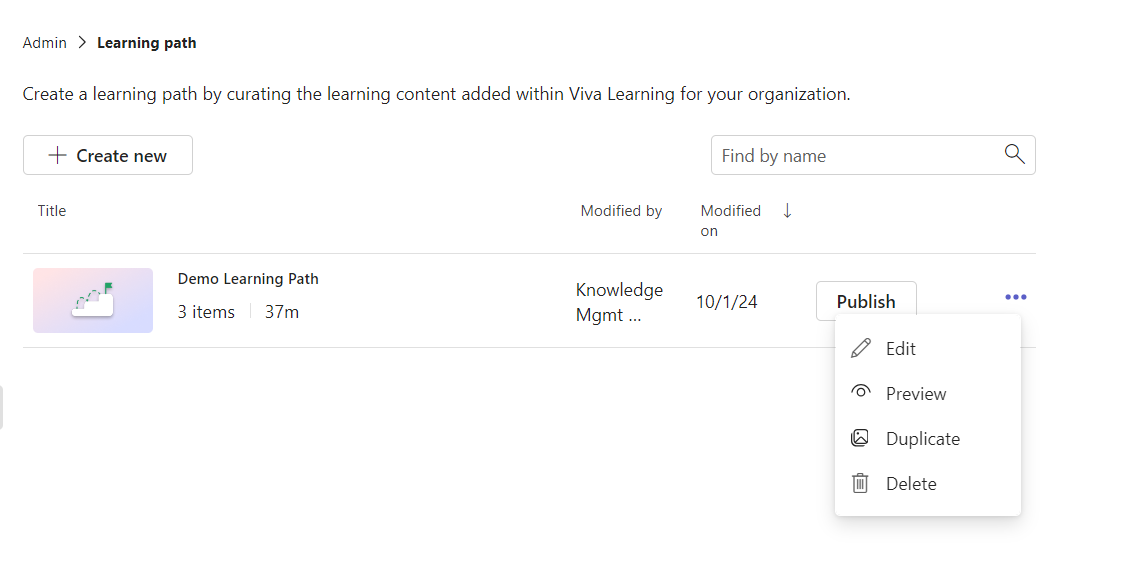 Admin > Learning path
Create a learning path by curating the learning content added within Viva Learning for your organization.
+ Create new
Find by name
Title
Modified by
Modified
on
↓
Demo Learning Path
3 items | 37m
Knowledge
Mgmt ...
10/1/24
Publish
•••
Edit
Preview
Duplicate
Delete